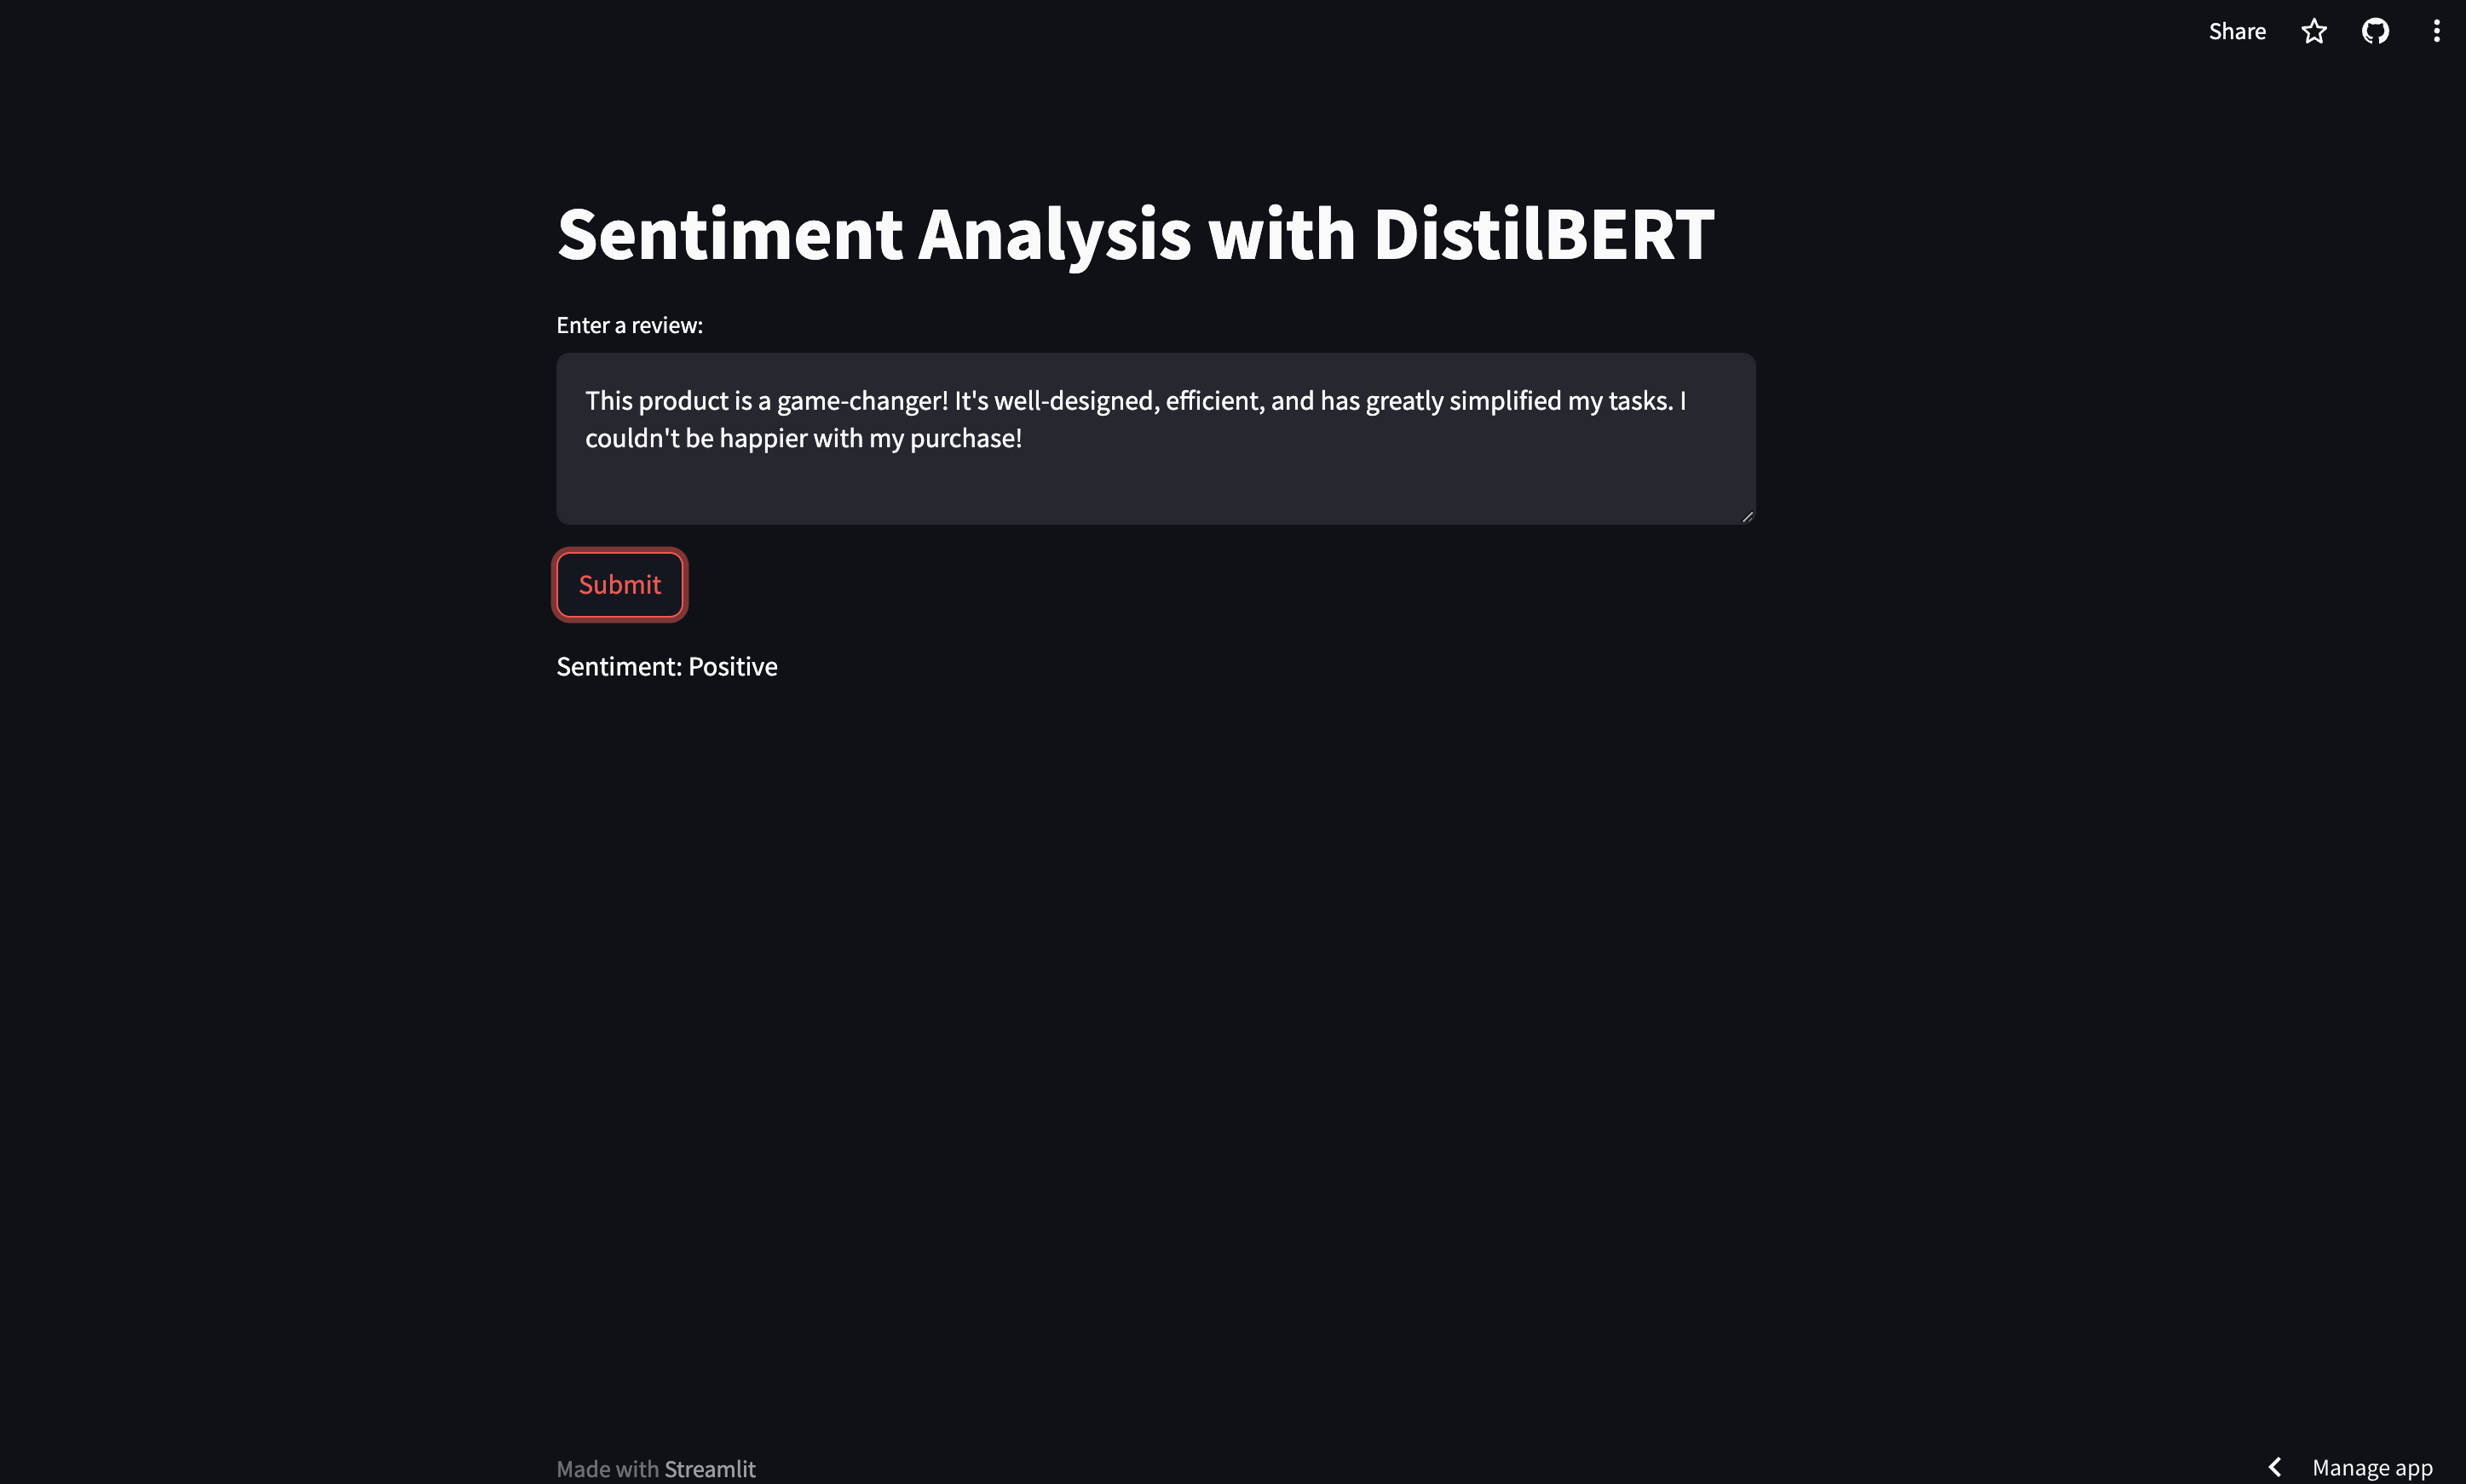 Share
Sentiment Analysis with DistilBERT
Enter a review:
This product is a game-changer! It's well-designed, efficient, and has greatly simplified my tasks. I
couldn't be happier with my purchase!
Submit
Sentiment: Positive
Made with Streamlit
Manage app